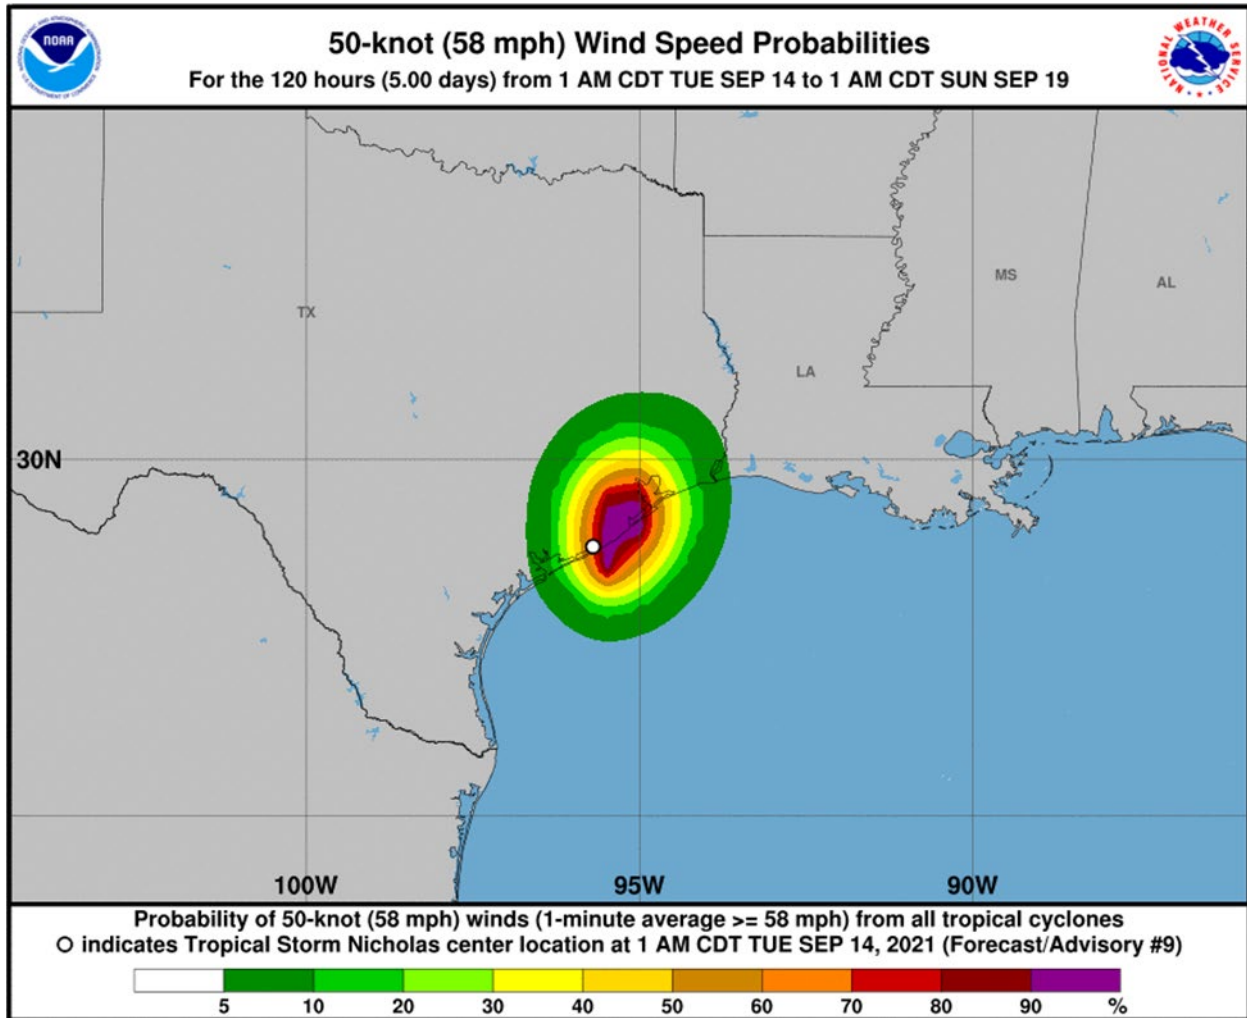 NOAA
50-knot (58 mph) Wind Speed Probabilities
For the 120 hours (5.00 days) from 1 AM CDT TUE SEP 14 to 1 AM CDT SUN SEP 19
NATIONAL WEATHER SERVICE
MS
AL
TX
LA
30N
100W 95W 90W
Probability of 50-knot (58 mph) winds (1-minute average >= 58 mph) from all tropical cyclones
indicates Tropical Storm Nicholas center location at 1 AM CDT TUE SEP 14, 2021 (Forecast/Advisory #9)
5 10 20 30 40 50 60 70 80 90 %